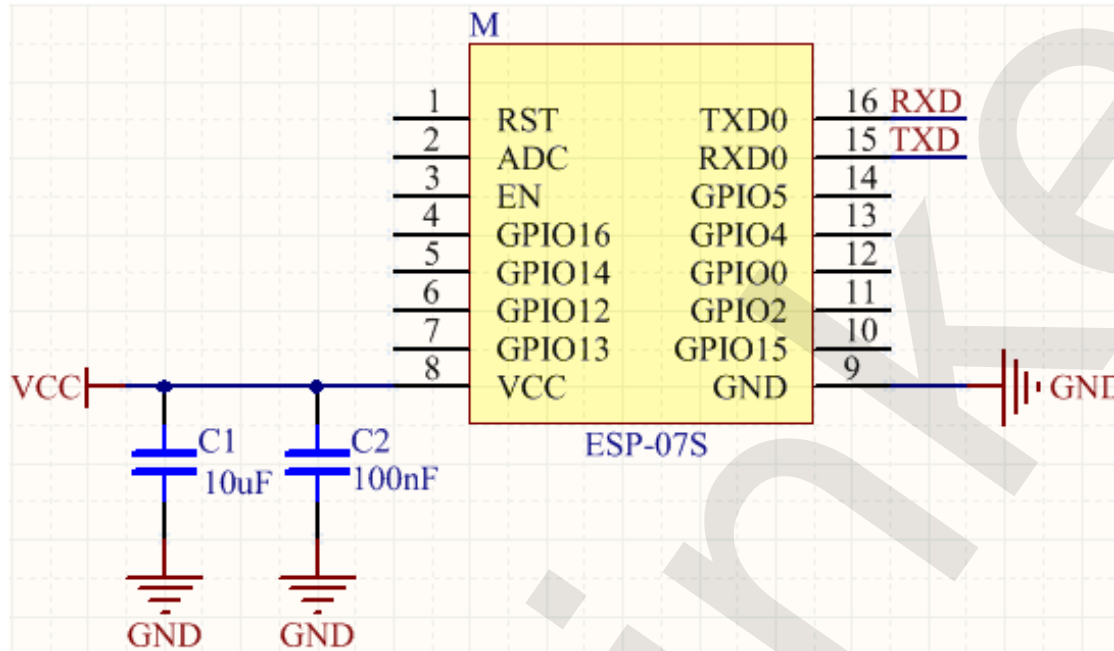 M
1 RST TXD0 16 RXD
2 ADC RXD0 15 TXD
3 EN GPIO5 14
4 GPIO16 GPIO4 13
5 GPIO14 GPIO0 12
6 GPIO12 GPIO2 11
7 GPIO13 GPIO15 10
VCC 8 VCC GND 9 GND
ESP-07S
C1 C2
10uF 100nF
GND GND